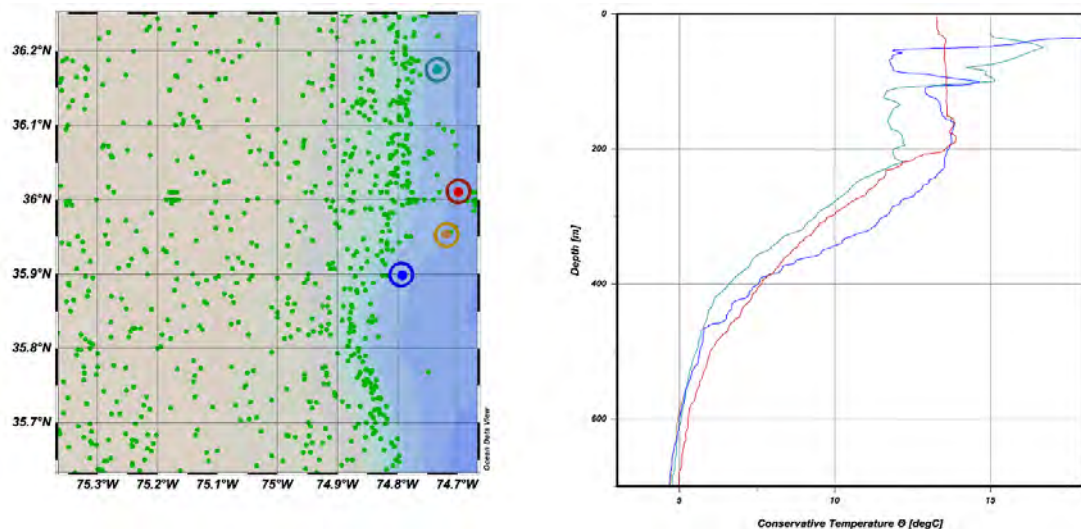 36.2°N
36.1°N
36°N
35.9°N
35.8°N
35.7°N
75.3°W 75.2°W 75.1°W 75°W 74.9°W 74.8°W 74.7°W
Ocean Data View
0
200
400
600
Depth [m]
5 10 15
Conservative Temperature Θ [degC]